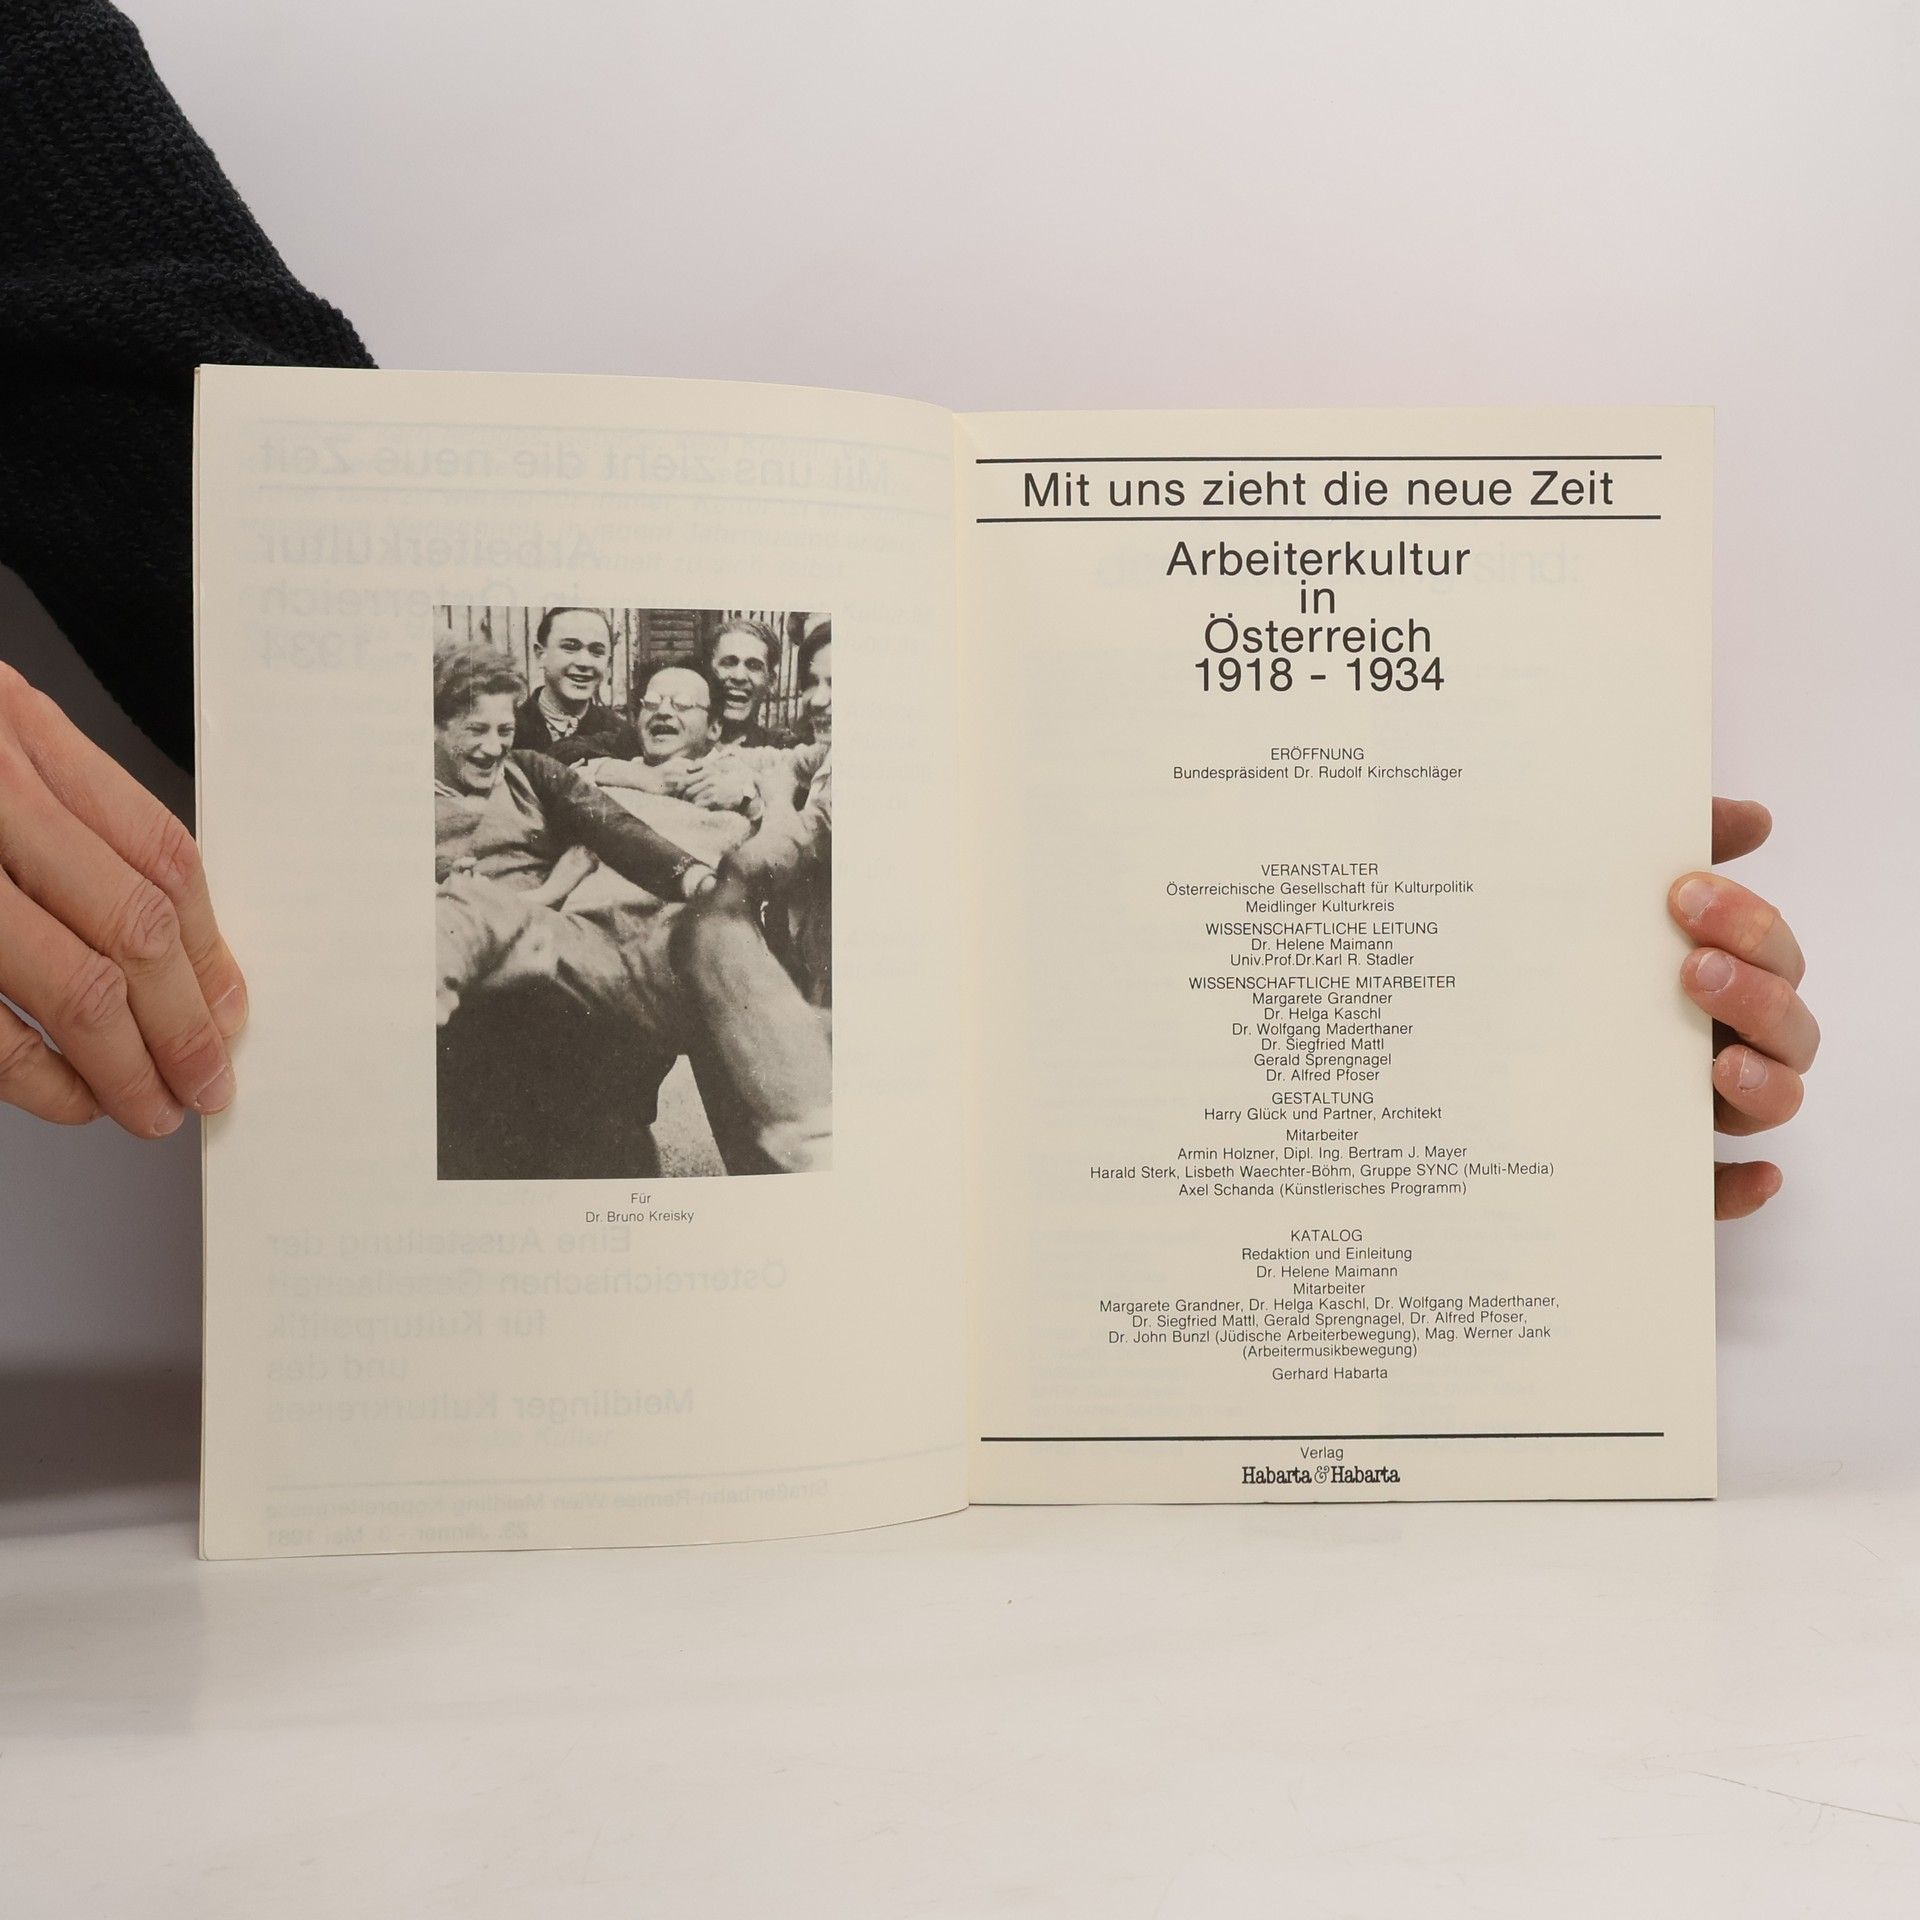 Für
Dr. Bruno Kreisky
Mit uns zieht die neue Zeit
Arbeiterkultur
in
Österreich
1918 - 1934
ERÖFFNUNG
Bundespräsident Dr. Rudolf Kirchschläger
VERANSTALTER
Österreichische Gesellschaft für Kulturpolitik
Meidlinger Kulturkreis
WISSENSCHAFTLICHE LEITUNG
Dr. Helene Maimann
Univ.Prof.Dr.Karl R. Stadler
WISSENSCHAFTLICHE MITARBEITER
Margarete Grandner
Dr. Helga Kaschl
Dr. Wolfgang Maderthaner
Dr. Siegfried Mattl
Gerald Sprengnagel
Dr. Alfred Pfoser
GESTALTUNG
Harry Glück und Partner, Architekt
Mitarbeiter
Armin Holzner, Dipl. Ing. Bertram J. Mayer
Harald Sterk, Lisbeth Waechter-Böhm, Gruppe SYNC (Multi-Media)
Axel Schanda (Künstlerisches Programm)
KATALOG
Redaktion und Einleitung
Dr. Helene Maimann
Mitarbeiter
Margarete Grandner, Dr. Helga Kaschl, Dr. Wolfgang Maderthaner,
Dr. Siegfried Mattl, Gerald Sprengnagel, Dr. Alfred Pfoser,
Dr. John Bunzl (Jüdische Arbeiterbewegung), Mag. Werner Jank
(Arbeitermusikbewegung)
Gerhard Habarta
Verlag
Habarta & Habarta